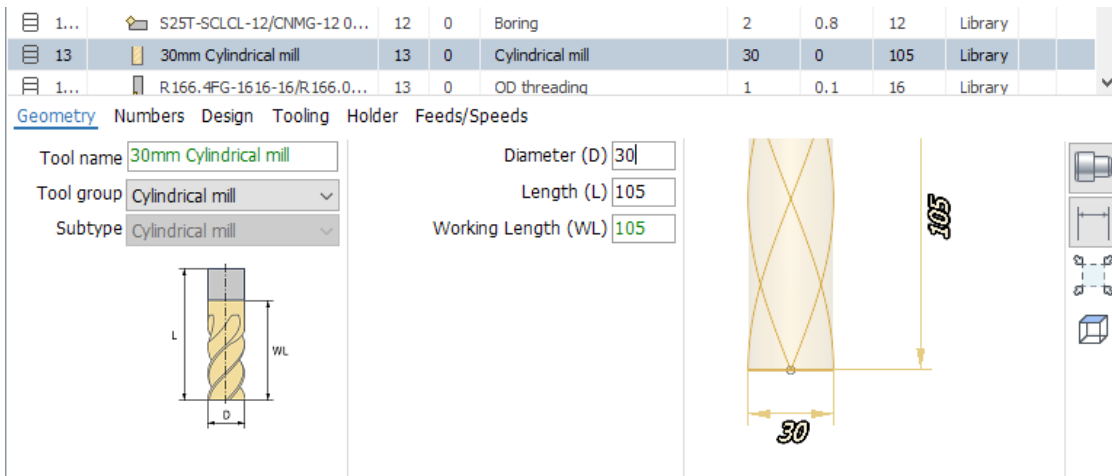 1... S25T-SCLCL-12/CNMG-12 0... 12 0 Boring 2 0.8 12 Library
13 30mm Cylindrical mill 13 0 Cylindrical mill 30 0 105 Library
1... R166.4FG-1616-16/R166.0... 13 0 OD threading 1 0.1 16 Library
Geometry Numbers Design Tooling Holder Feeds/Speeds
Tool name 30mm Cylindrical mill
Tool group Cylindrical mill
Subtype Cylindrical mill
L
WL
D
Diameter (D) 30
Length (L) 105
Working Length (WL) 105
105
30